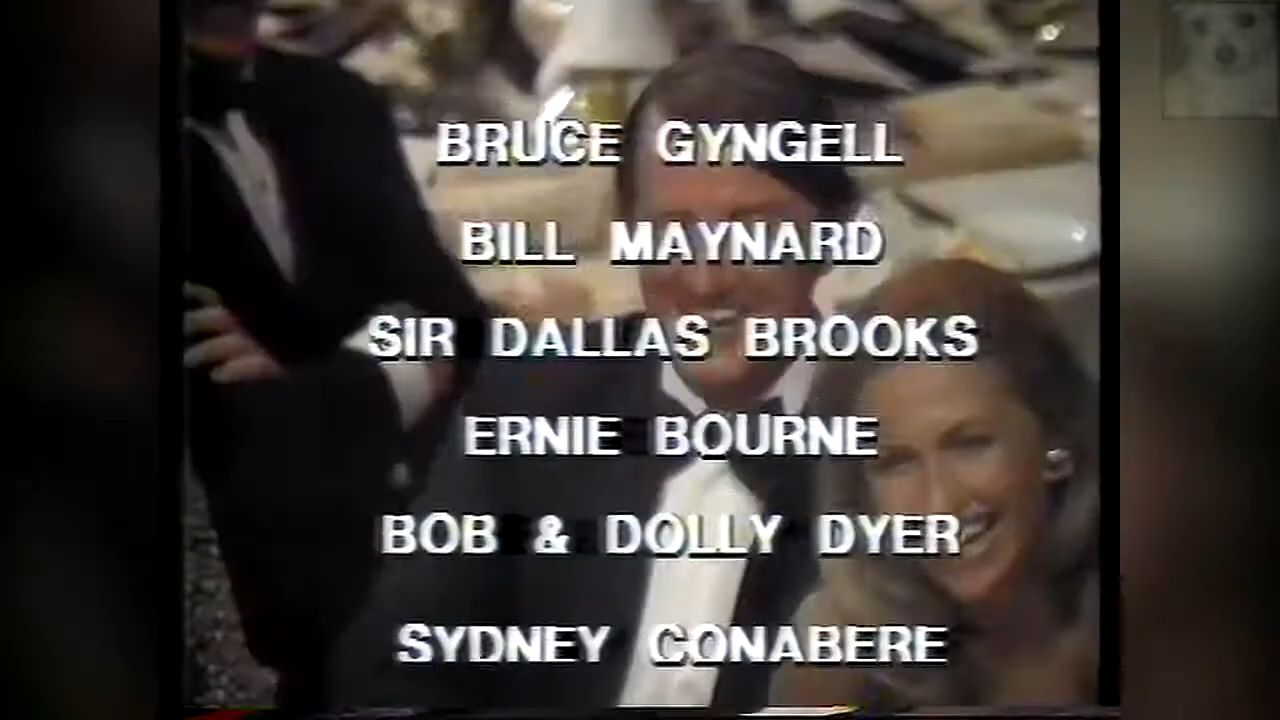 BRUCE GYNGELL
BILL MAYNARD
SIR DALLAS BROOKS
ERNIE BOURNE
BOB & DOLLY DYER
SYDNEY CONABERE